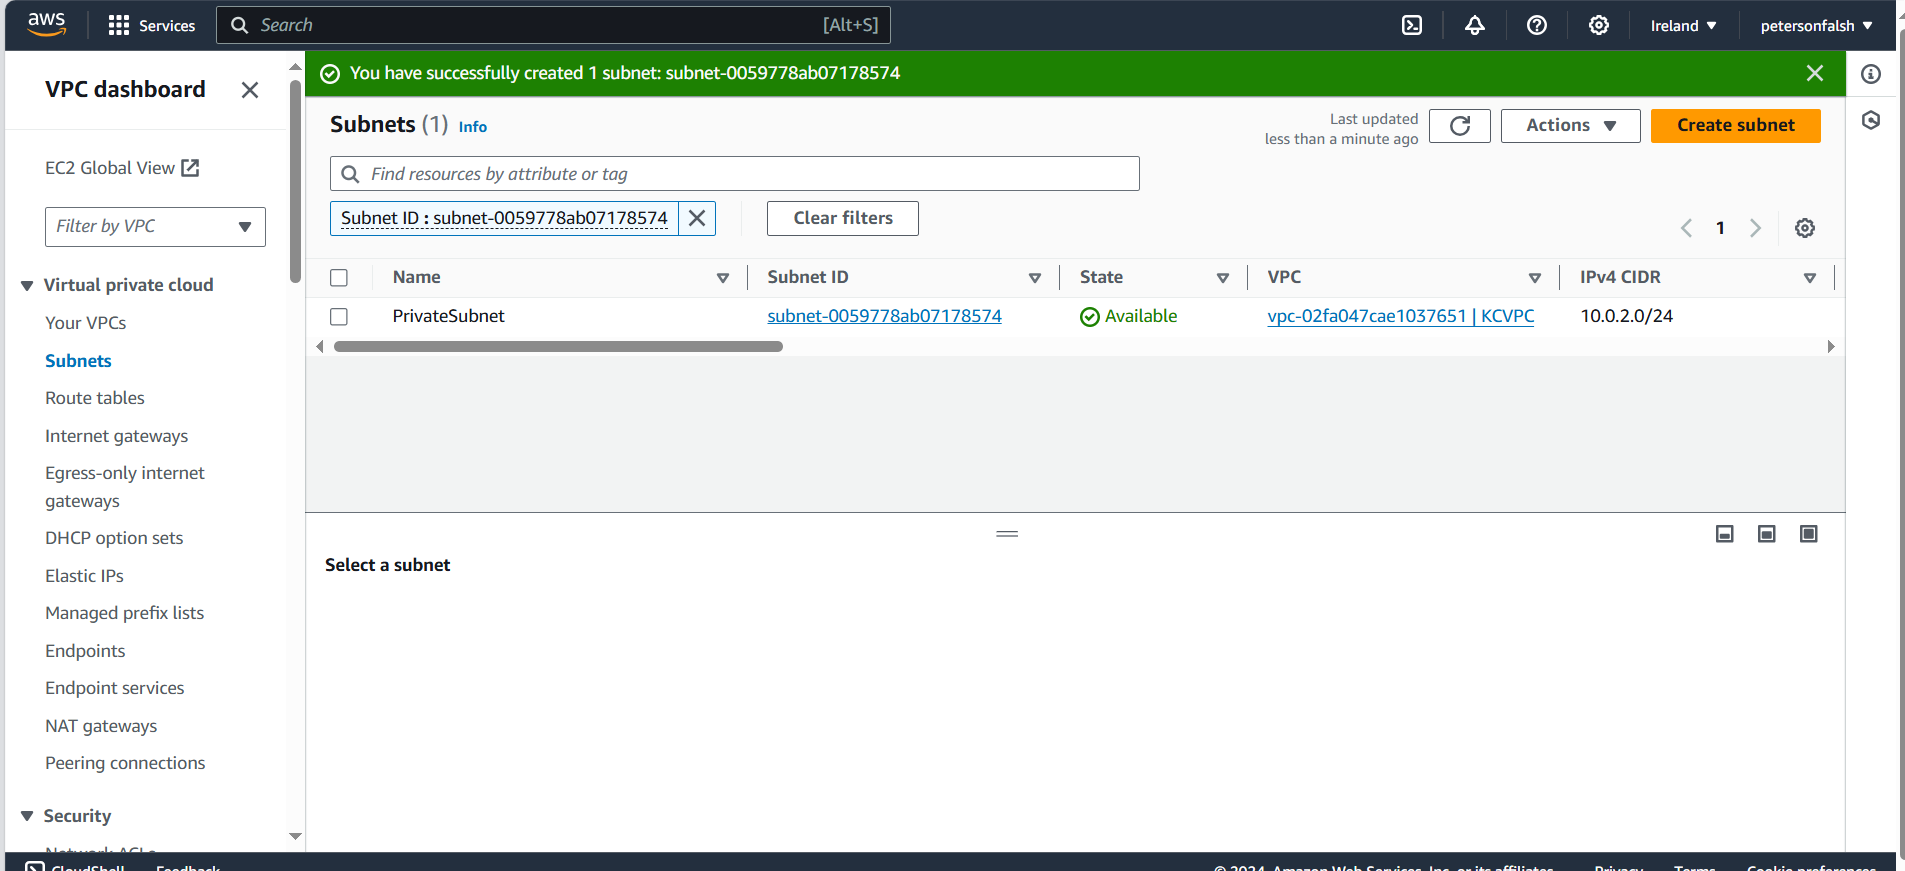 aws
Services
Search [Alt+S]
Ireland
petersonfalsh
VPC dashboard
EC2 Global View
Filter by VPC
Virtual private cloud
Your VPCs
Subnets
Route tables
Internet gateways
Egress-only internet
gateways
DHCP option sets
Elastic IPs
Managed prefix lists
Endpoints
Endpoint services
NAT gateways
Peering connections
Security
Network ACLs
You have successfully created 1 subnet: subnet-0059778ab07178574
Subnets (1) Info
Last updated
less than a minute ago
Actions
Create subnet
Find resources by attribute or tag
Subnet ID : subnet-0059778ab07178574
Clear filters
1
Name Subnet ID State VPC IPv4 CIDR
PrivateSubnet subnet-0059778ab07178574 Available vpc-02fa047cae1037651 | KCVPC 10.0.2.0/24
Select a subnet
CloudShell Feedback © 2024, Amazon Web Services, Inc. or its affiliates. Privacy Terms Cookie preferences